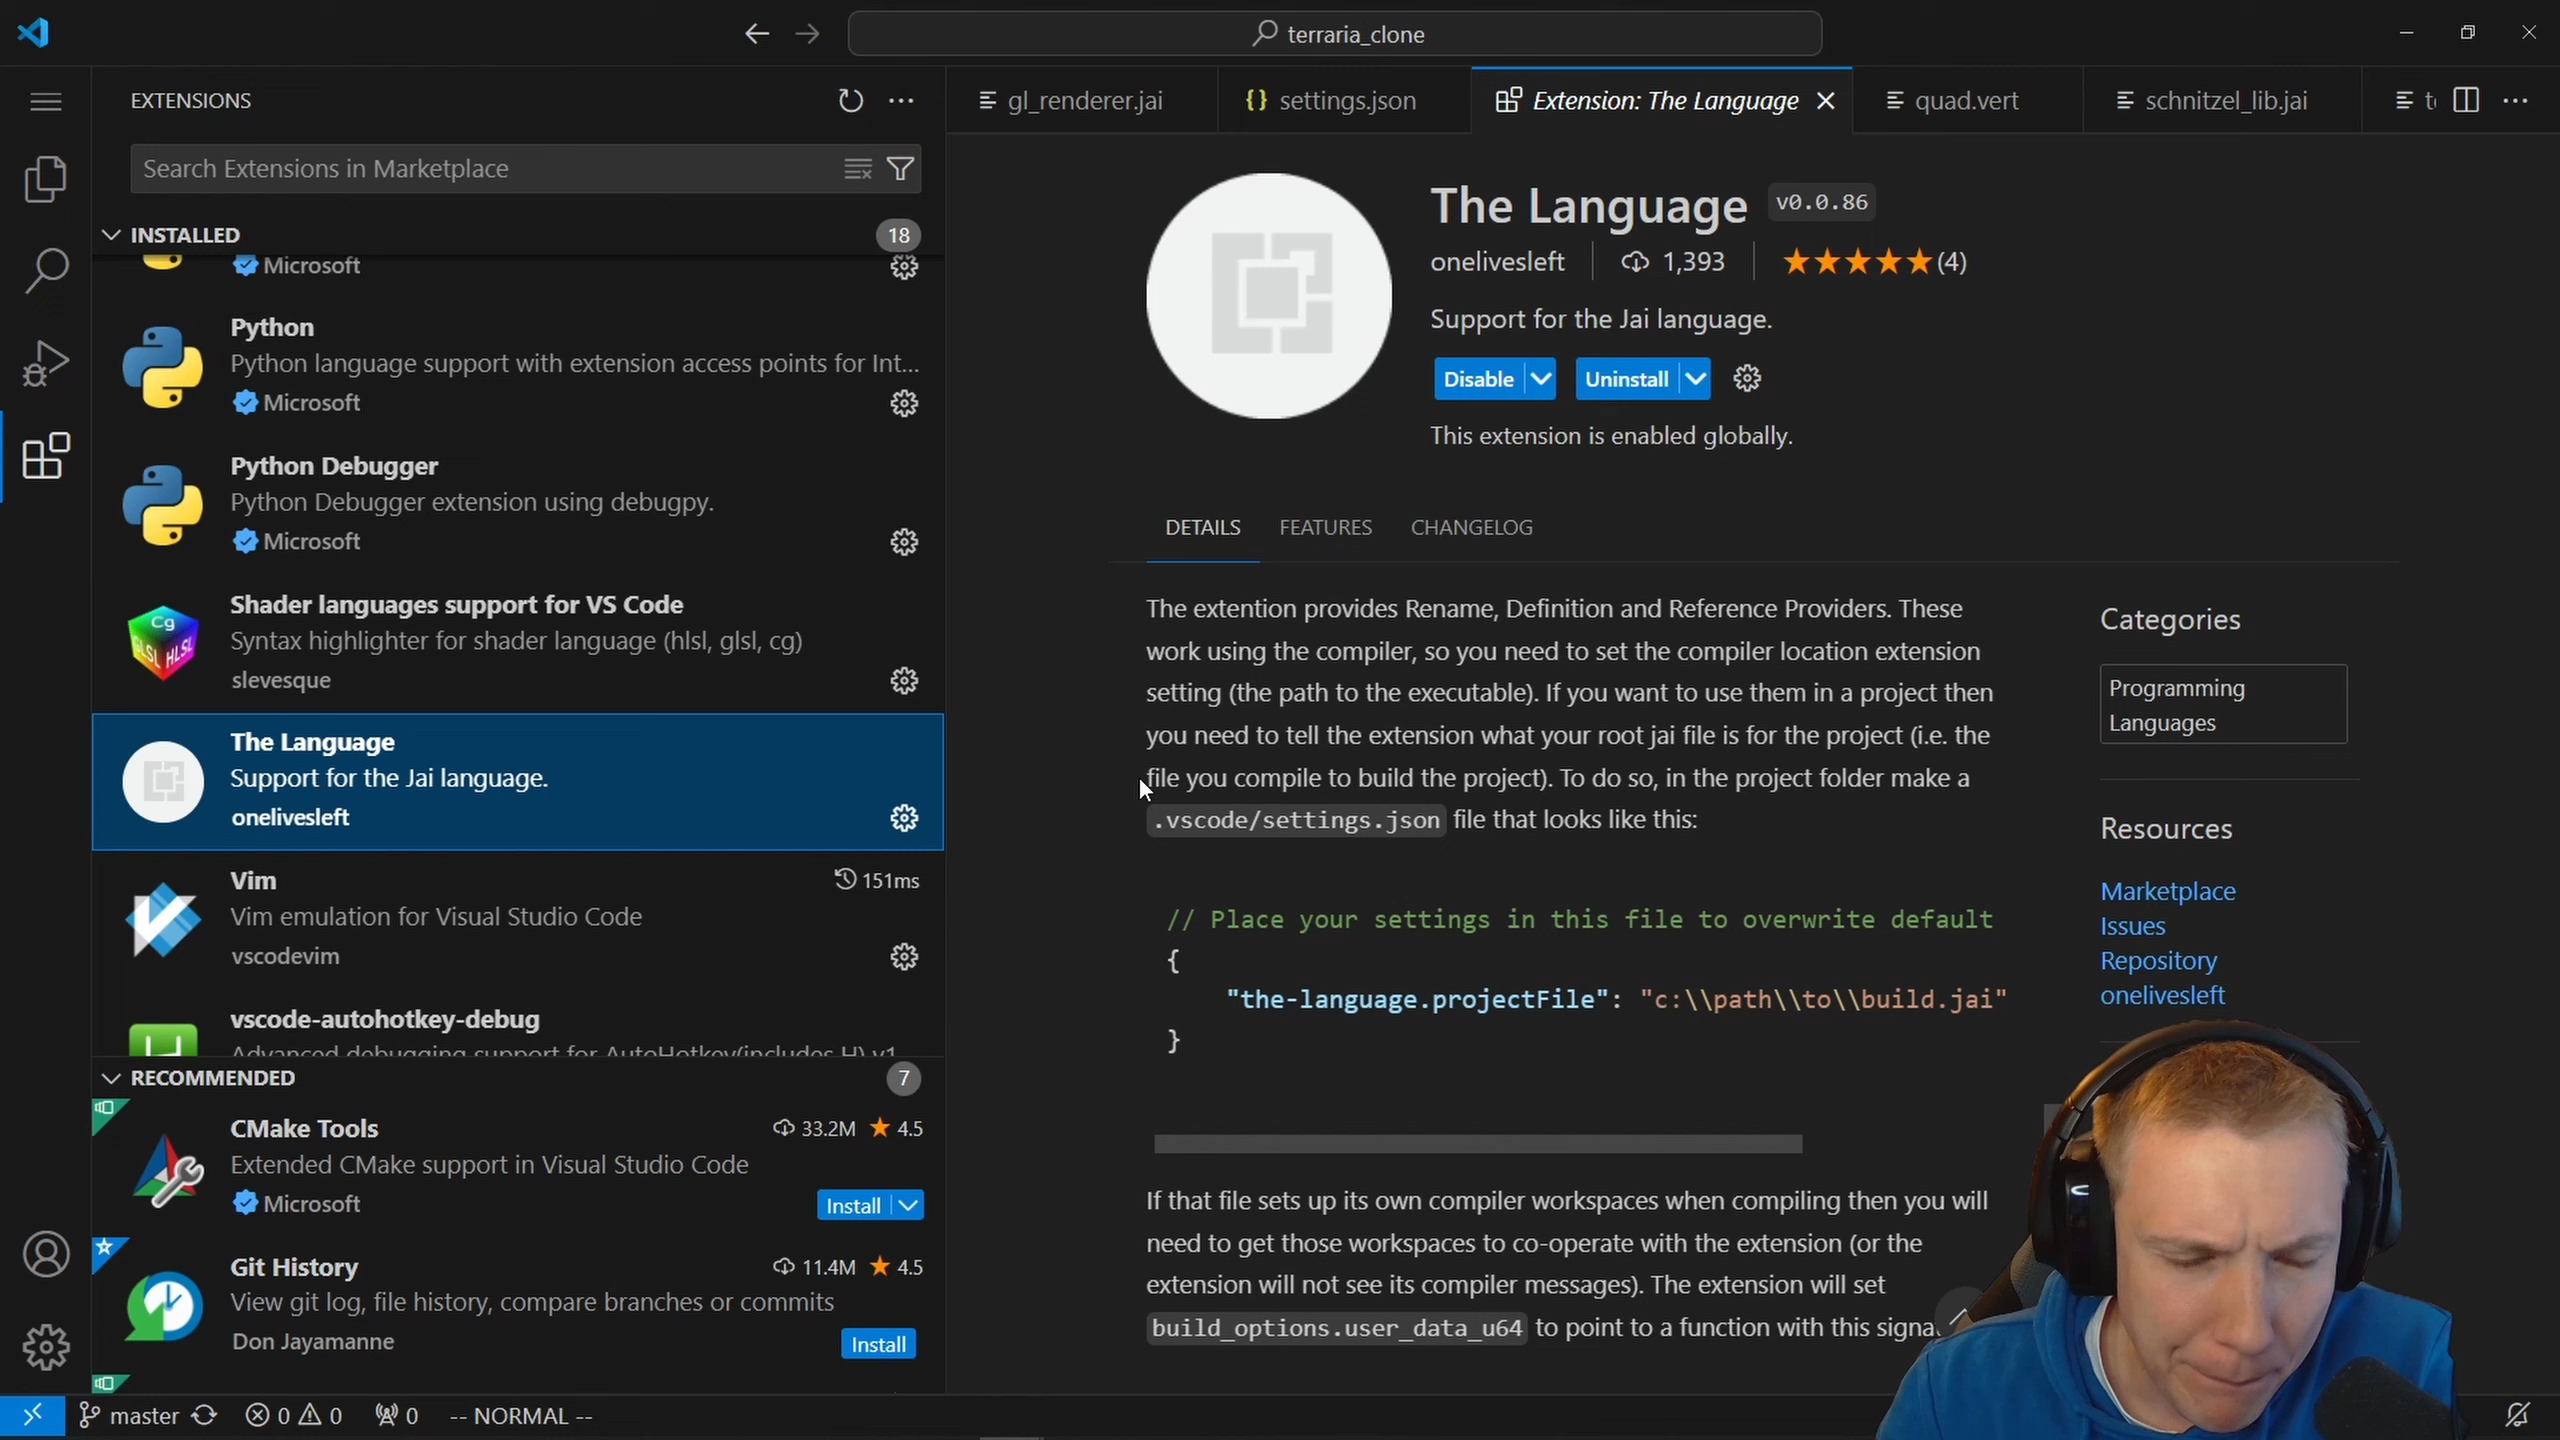 terraria_clone
EXTENSIONS
gl_renderer.jai
{} settings.json
Extension: The Language
quad.vert
schnitzel_lib.jai
Search Extensions in Marketplace
INSTALLED
18
Microsoft
Python
Python language support with extension access points for Int...
Microsoft
Python Debugger
Python Debugger extension using debugpy.
Microsoft
Shader languages support for VS Code
Syntax highlighter for shader language (hlsl, glsl, cg)
slevesque
Cg
GLSL HLSL
The Language
Support for the Jai language.
onelivesleft
Vim
151ms
Vim emulation for Visual Studio Code
vscodevim
vscode-autohotkey-debug
Advanced debugging support for AutoHotkey(includes H) v1
RECOMMENDED
7
CMake Tools
33.2M
4.5
Extended CMake support in Visual Studio Code
Microsoft
Install
Git History
11.4M
4.5
View git log, file history, compare branches or commits
Don Jayamanne
Install
The Language
v0.0.86
onelivesleft
1,393
(4)
Support for the Jai language.
Disable
Uninstall
This extension is enabled globally.
DETAILS
FEATURES
CHANGELOG
The extention provides Rename, Definition and Reference Providers. These
work using the compiler, so you need to set the compiler location extension
setting (the path to the executable). If you want to use them in a project then
you need to tell the extension what your root jai file is for the project (i.e. the
file you compile to build the project). To do so, in the project folder make a
.vscode/settings.json file that looks like this:
// Place your settings in this file to overwrite default
{
"the-language.projectFile": "c:\\path\\to\\build.jai"
}
If that file sets up its own compiler workspaces when compiling then you will
need to get those workspaces to co-operate with the extension (or the
extension will not see its compiler messages). The extension will set
build_options.user_data_u64 to point to a function with this
Categories
Programming
Languages
Resources
Marketplace
Issues
Repository
onelivesleft
master
0
0
0
-- NORMAL --